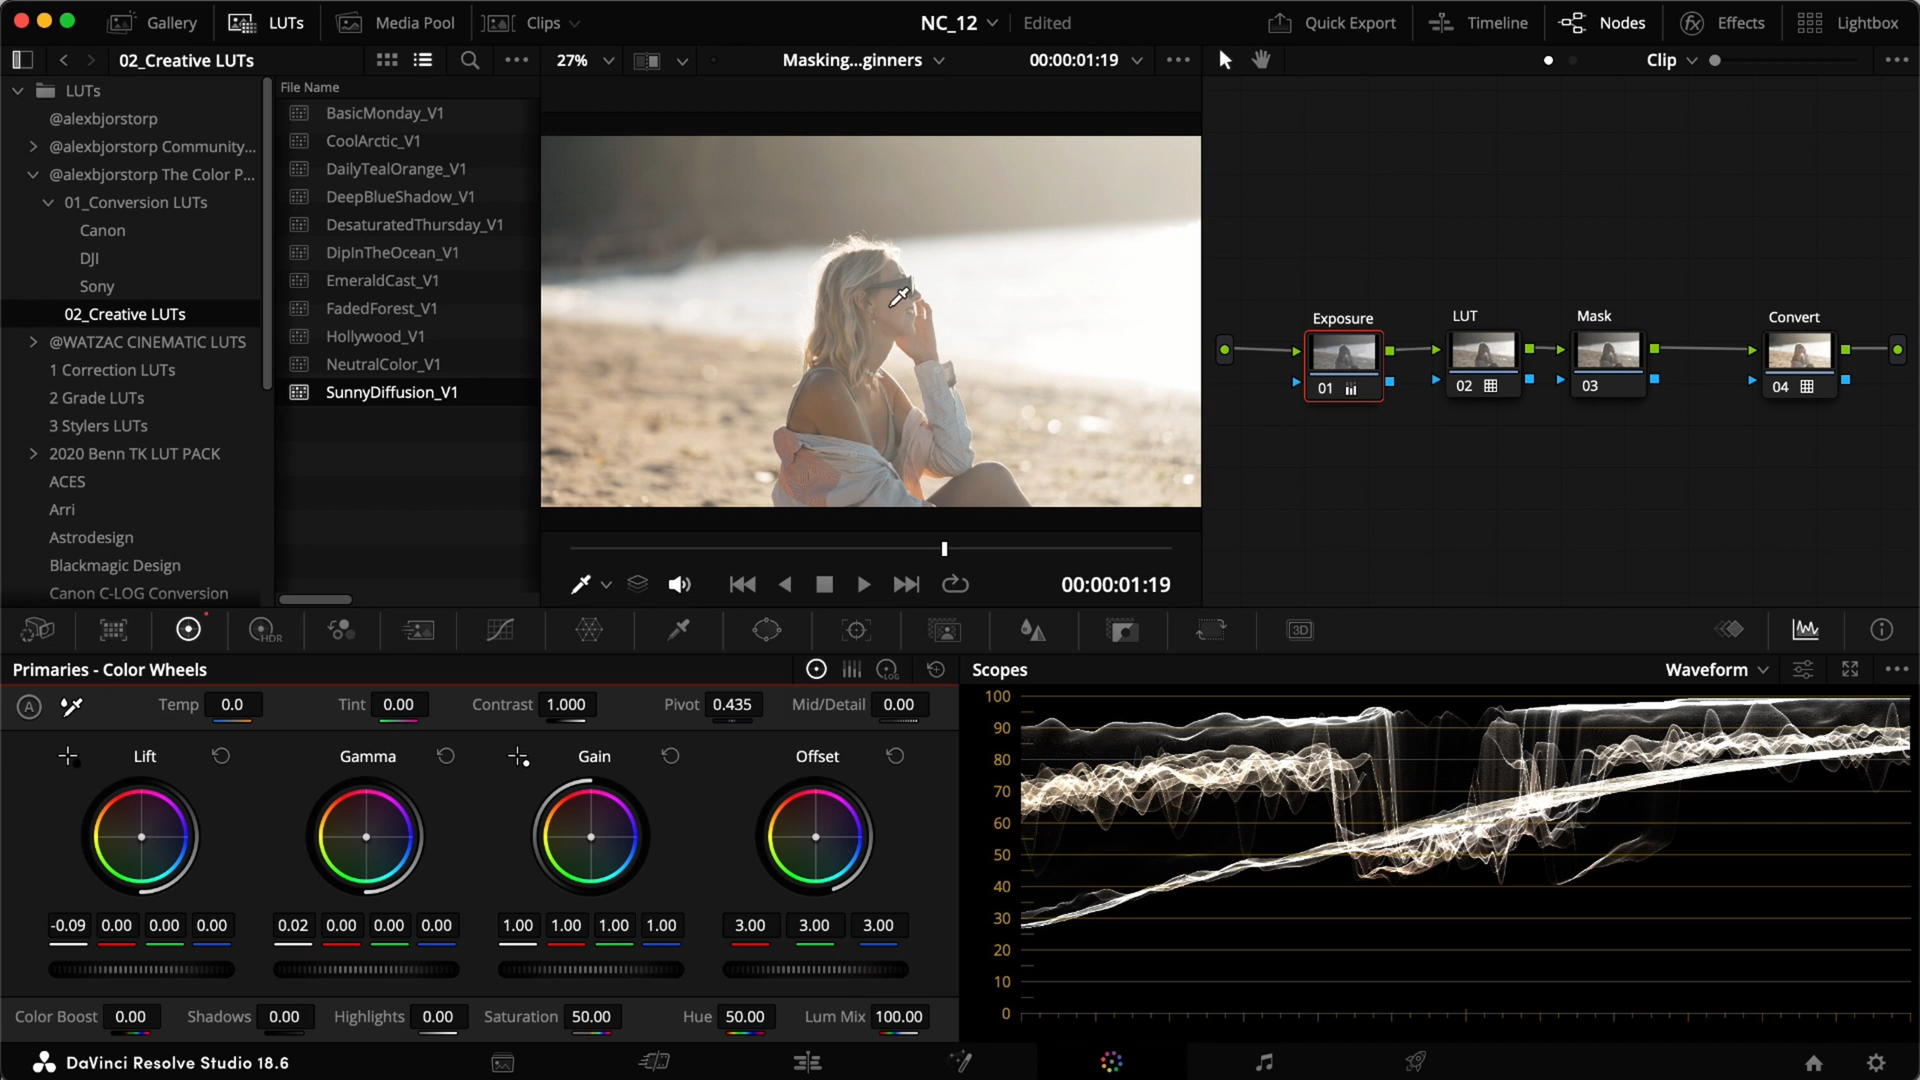 Gallery
LUTs
Media Pool
Clips
NC_12
Edited
Quick Export
Timeline
Nodes
Effects
Lightbox
02_Creative LUTs
27%
Masking...ginners
00:00:01:19
Clip
LUTs
@alexbjorstorp
@alexbjorstorp Community...
@alexbjorstorp The Color P...
01_Conversion LUTs
Canon
DJI
Sony
02_Creative LUTs
@WATZAC CINEMATIC LUTS
1 Correction LUTs
2 Grade LUTs
3 Stylers LUTs
2020 Benn TK LUT PACK
ACES
Arri
Astrodesign
Blackmagic Design
Canon C-LOG Conversion
File Name
BasicMonday_V1
CoolArctic_V1
DailyTealOrange_V1
DeepBlueShadow_V1
DesaturatedThursday_V1
DipInTheOcean_V1
EmeraldCast_V1
FadedForest_V1
Hollywood_V1
NeutralColor_V1
SunnyDiffusion_V1
00:00:01:19
Exposure
01
LUT
02
Mask
03
Convert
04
HDR
3D
Primaries - Color Wheels
LOG
A
Temp 0.0
Tint 0.00
Contrast 1.000
Pivot 0.435
Mid/Detail 0.00
Lift
Gamma
Gain
Offset
-0.09 0.00 0.00 0.00
0.02 0.00 0.00 0.00
1.00 1.00 1.00 1.00
3.00 3.00 3.00
Color Boost 0.00
Shadows 0.00
Highlights 0.00
Saturation 50.00
Hue 50.00
Lum Mix 100.00
Scopes
Waveform
100
90
80
70
60
50
40
30
20
10
0
DaVinci Resolve Studio 18.6